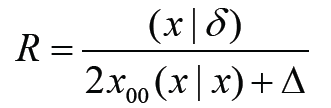 R = (x | δ) / (2x₀₀ (x | x) + Δ)